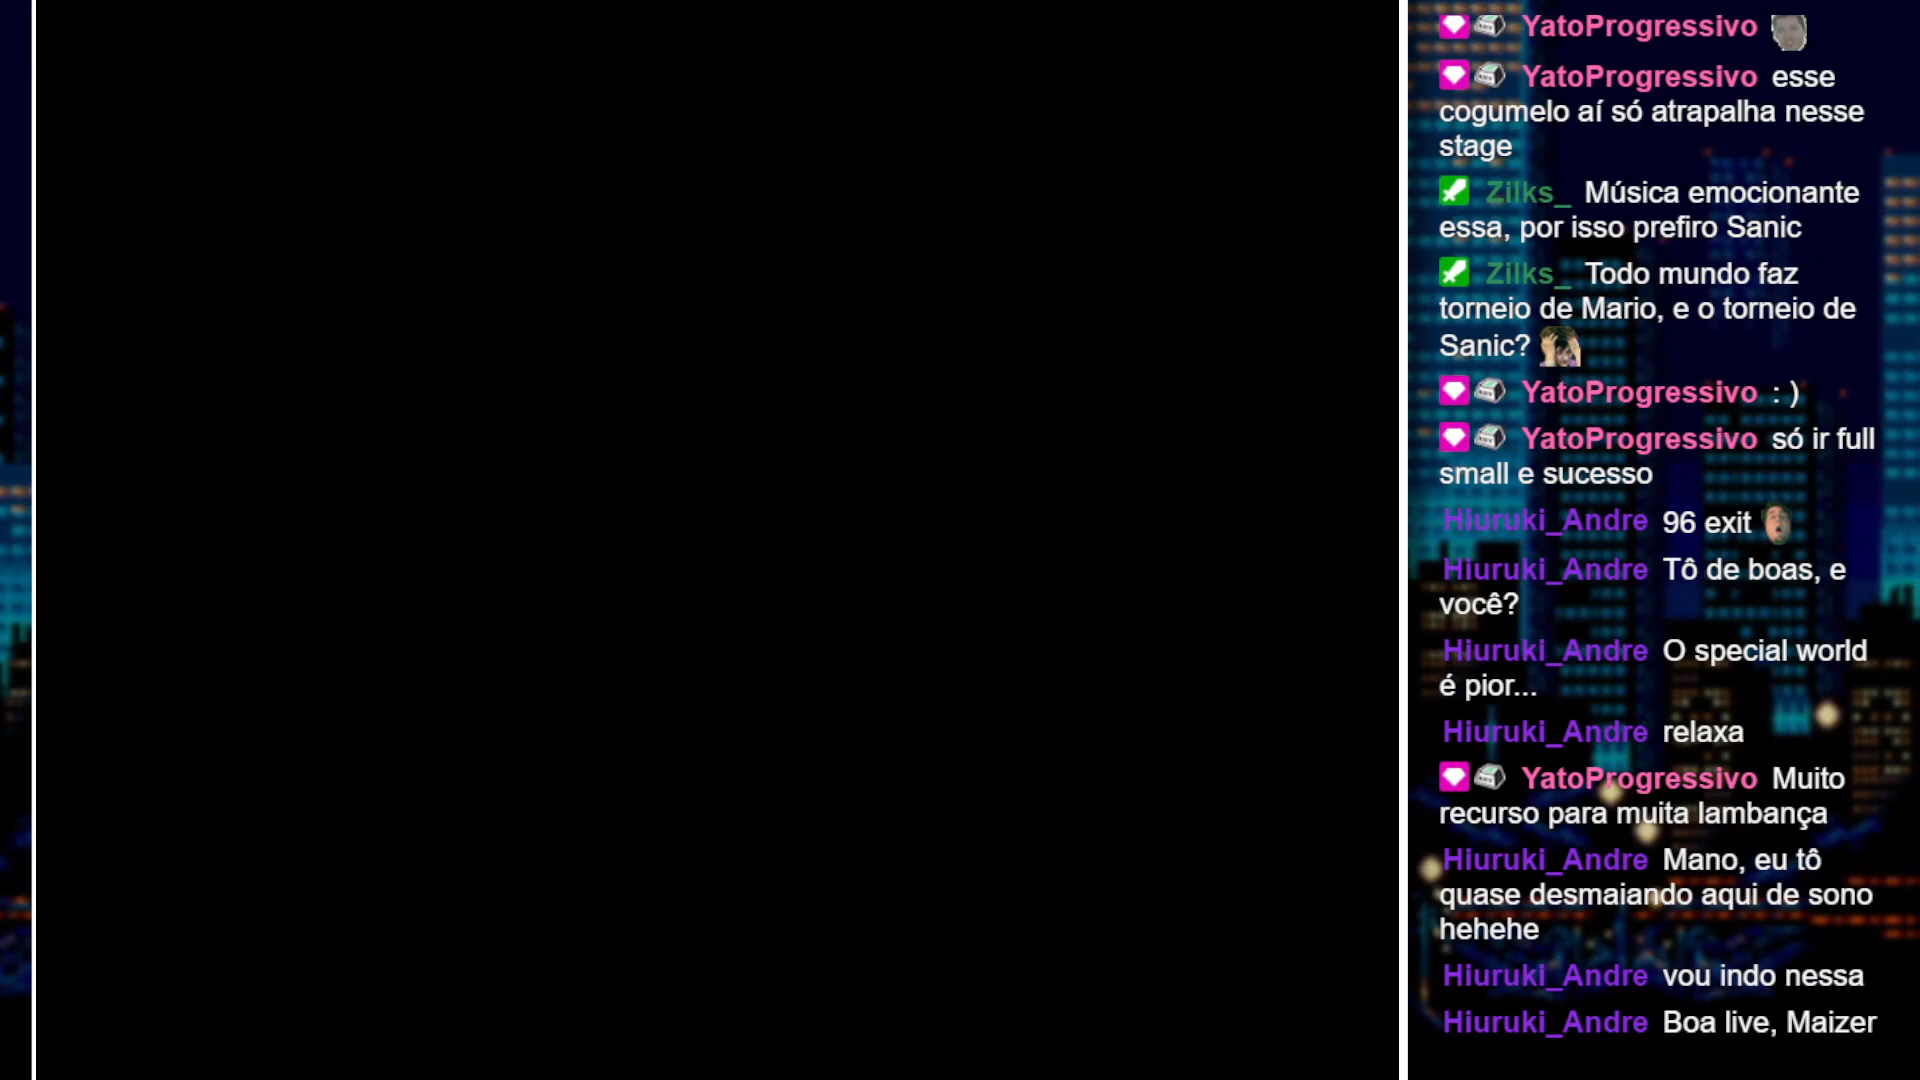 YatoProgressivo
YatoProgressivo esse
cogumelo aí só atrapalha nesse
stage
Zilks_ Música emocionante
essa, por isso prefiro Sanic
Zilks_ Todo mundo faz
torneio de Mario, e o torneio de
Sanic?
YatoProgressivo : )
YatoProgressivo só ir full
small e sucesso
Hiuruki_Andre 96 exit
Hiuruki_Andre Tô de boas, e
você?
Hiuruki_Andre O special world
é pior...
Hiuruki_Andre relaxa
YatoProgressivo Muito
recurso para muita lambança
Hiuruki_Andre Mano, eu tô
quase desmaiando aqui de sono
hehehe
Hiuruki_Andre vou indo nessa
Hiuruki_Andre Boa live, Maizer